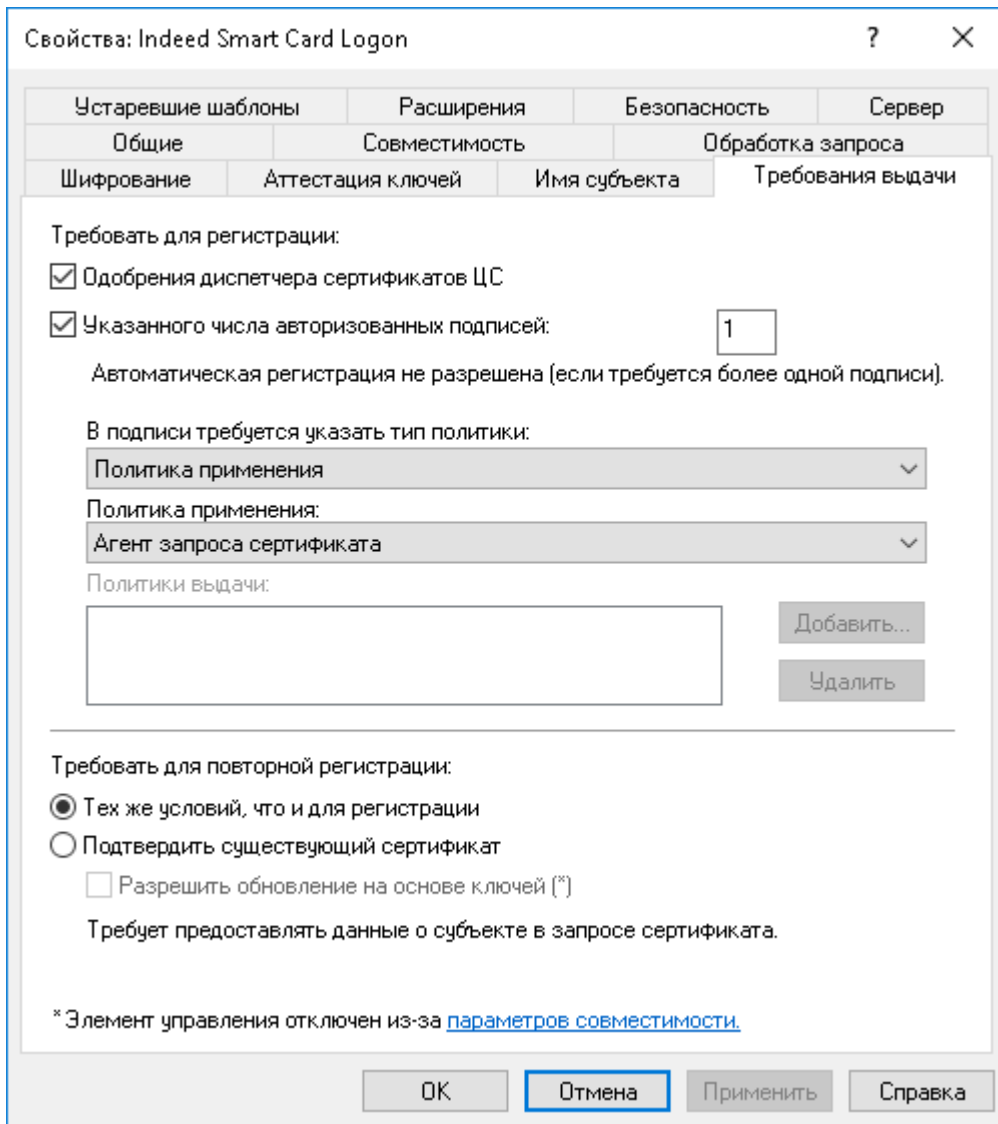 Свойства: Indeed Smart Card Logon ?
Устаревшие шаблоны Расширения Безопасность Сервер
Общие Совместимость Обработка запроса
Шифрование Аттестация ключей Имя субъекта Требования выдачи
Требовать для регистрации:
Одобрения диспетчера сертификатов ЦС
Указанного числа авторизованных подписей: 1
Автоматическая регистрация не разрешена (если требуется более одной подписи).
В подписи требуется указать тип политики:
Политика применения
Политика применения:
Агент запроса сертификата
Политики выдачи:
Добавить...
Удалить
Требовать для повторной регистрации:
Тех же условий, что и для регистрации
Подтвердить существующий сертификат
Разрешить обновление на основе ключей (*)
Требует предоставлять данные о субъекте в запросе сертификата.
* Элемент управления отключен из-за параметров совместимости.
ОК Отмена Применить Справка